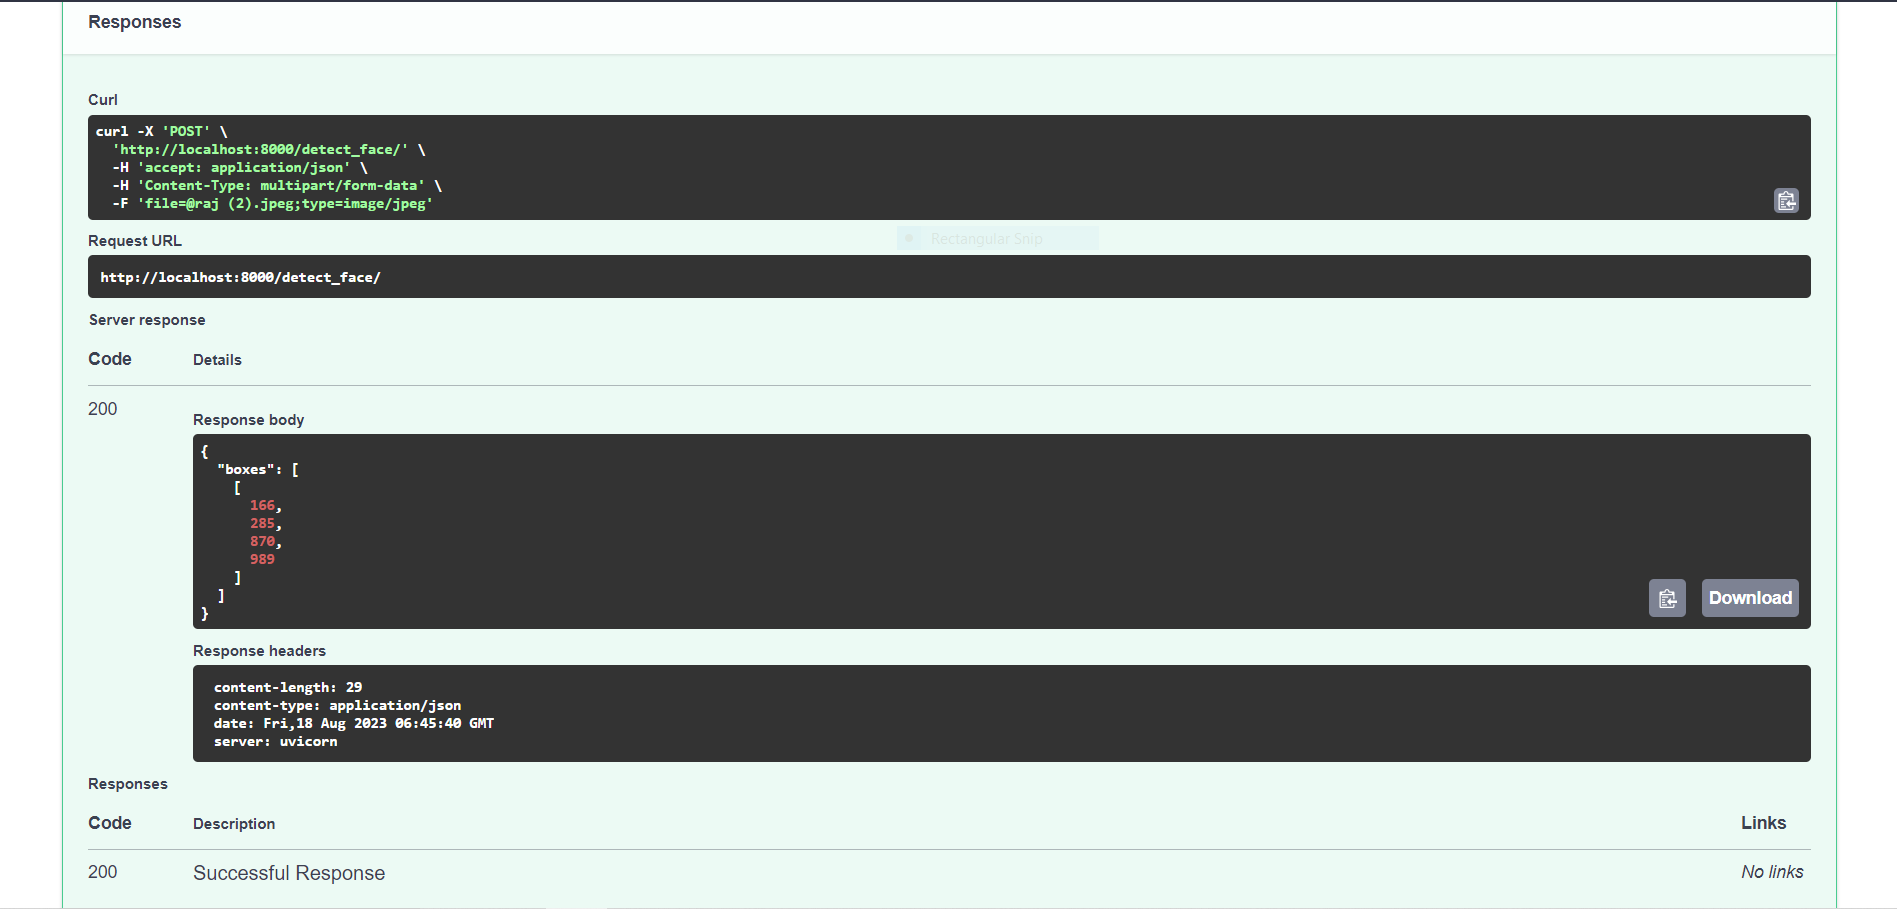 Responses
Curl
curl -X 'POST' \
  'http://localhost:8000/detect_face/' \
  -H 'accept: application/json' \
  -H 'Content-Type: multipart/form-data' \
  -F 'file=@raj (2).jpeg;type=image/jpeg'
Rectangular Snip
Request URL
http://localhost:8000/detect_face/
Server response
Code Details
200
Response body
{
  "boxes": [
    [
      166,
      285,
      870,
      989
    ]
  ]
}
Download
Response headers
content-length: 29
content-type: application/json
date: Fri,18 Aug 2023 06:45:40 GMT
server: uvicorn
Responses
Code Description Links
200 Successful Response No links